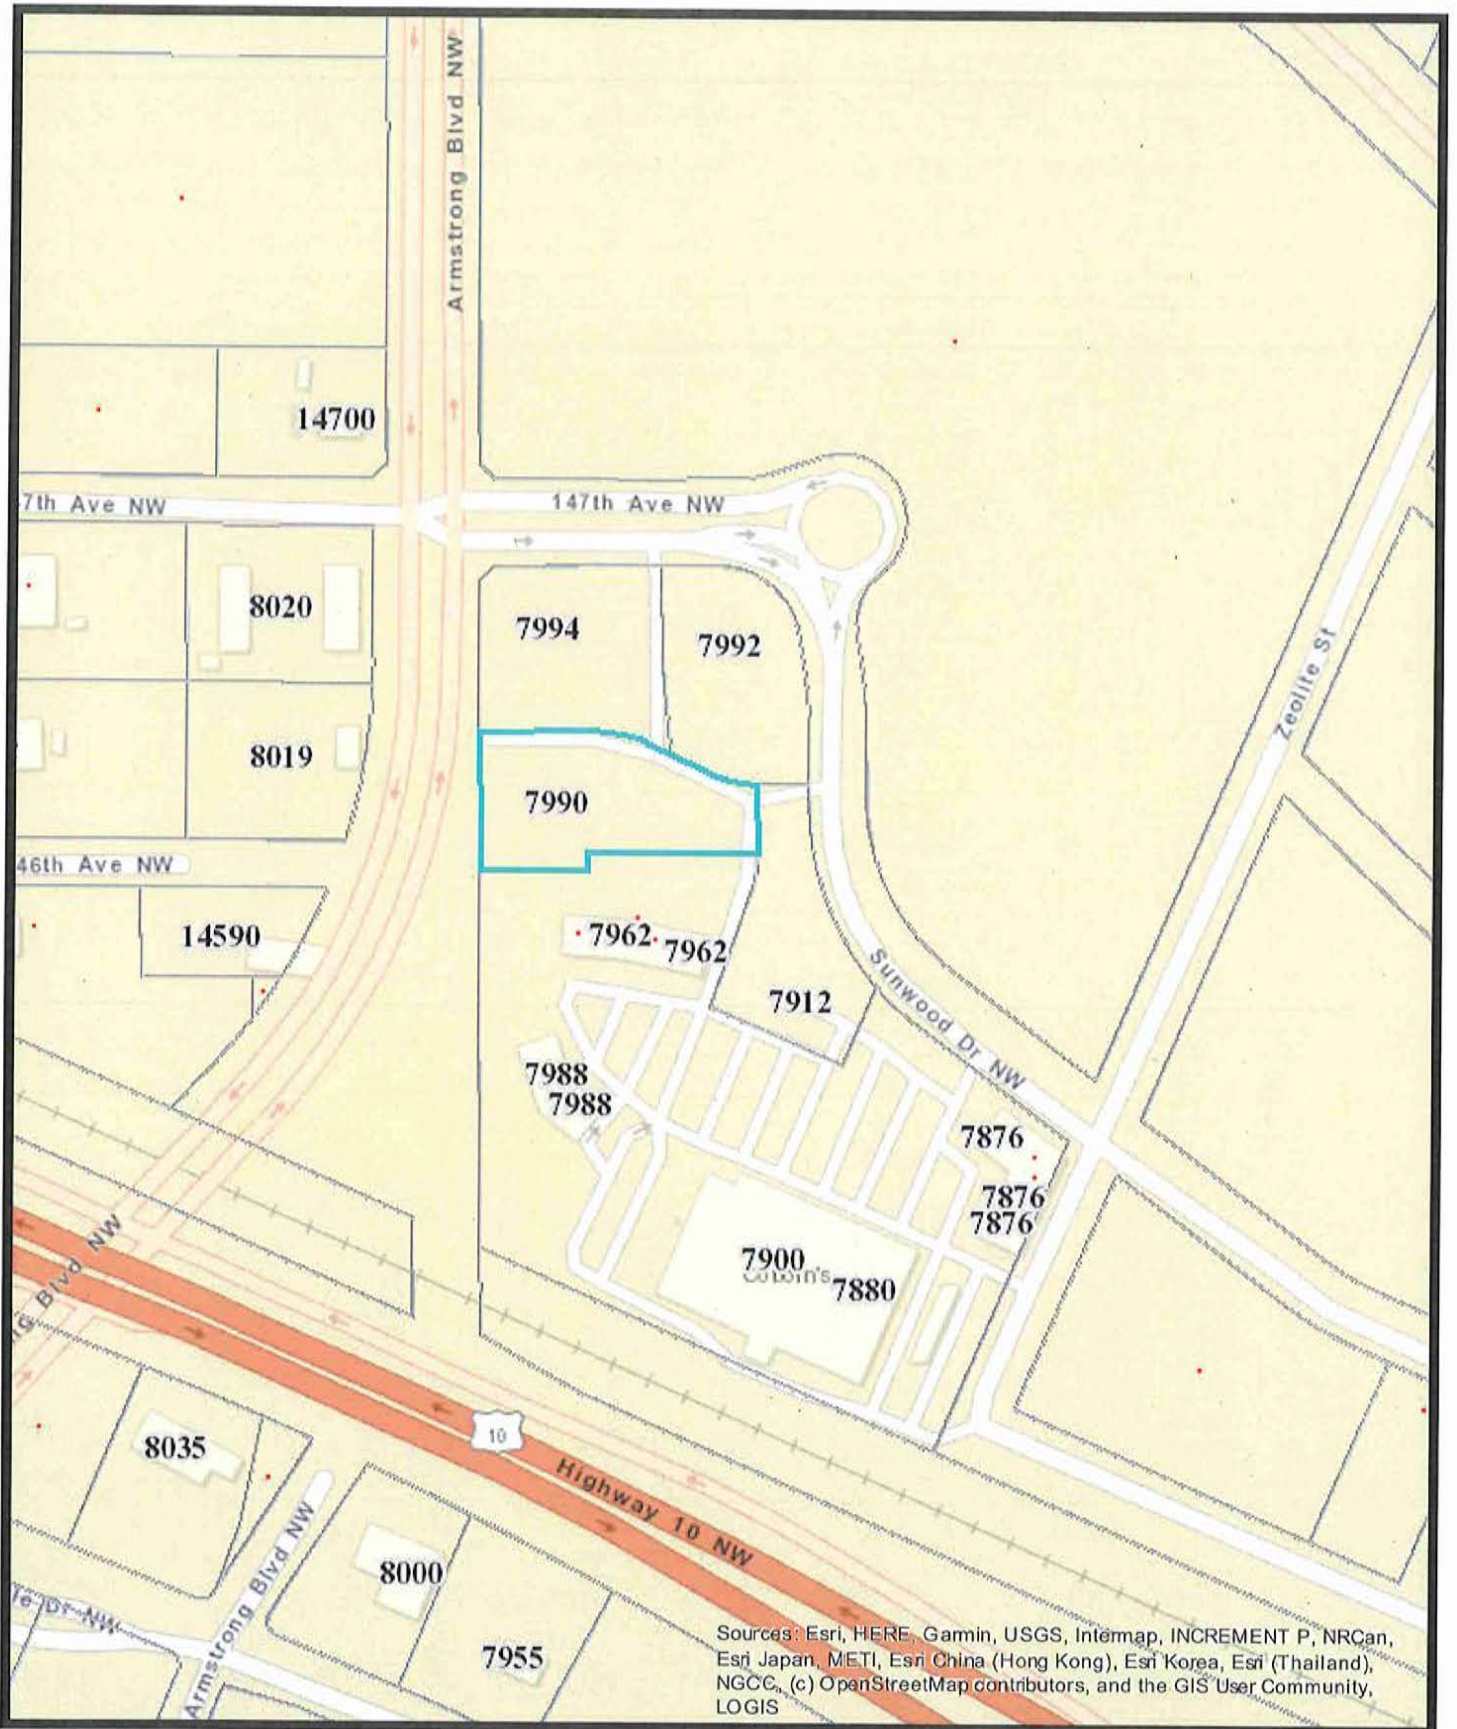 Armstrong Blvd NW
14700
7th Ave NW
147th Ave NW
8020
7994
7992
Zeolite St
8019
7990
46th Ave NW
14590
7962
7962
7912
Sunwood Dr NW
7988
7988
7876
7876
7876
7900
7880
Blvd NW
10
Highway 10 NW
8035
8000
Armstrong Blvd NW
Dr NW
7955
Sources: Esri, HERE, Garmin, USGS, Intermap, INCREMENT P, NRCan,
Esri Japan, METI, Esri China (Hong Kong), Esri Korea, Esri (Thailand),
NGCC, (c) OpenStreetMap contributors, and the GIS User Community,
LOGIS